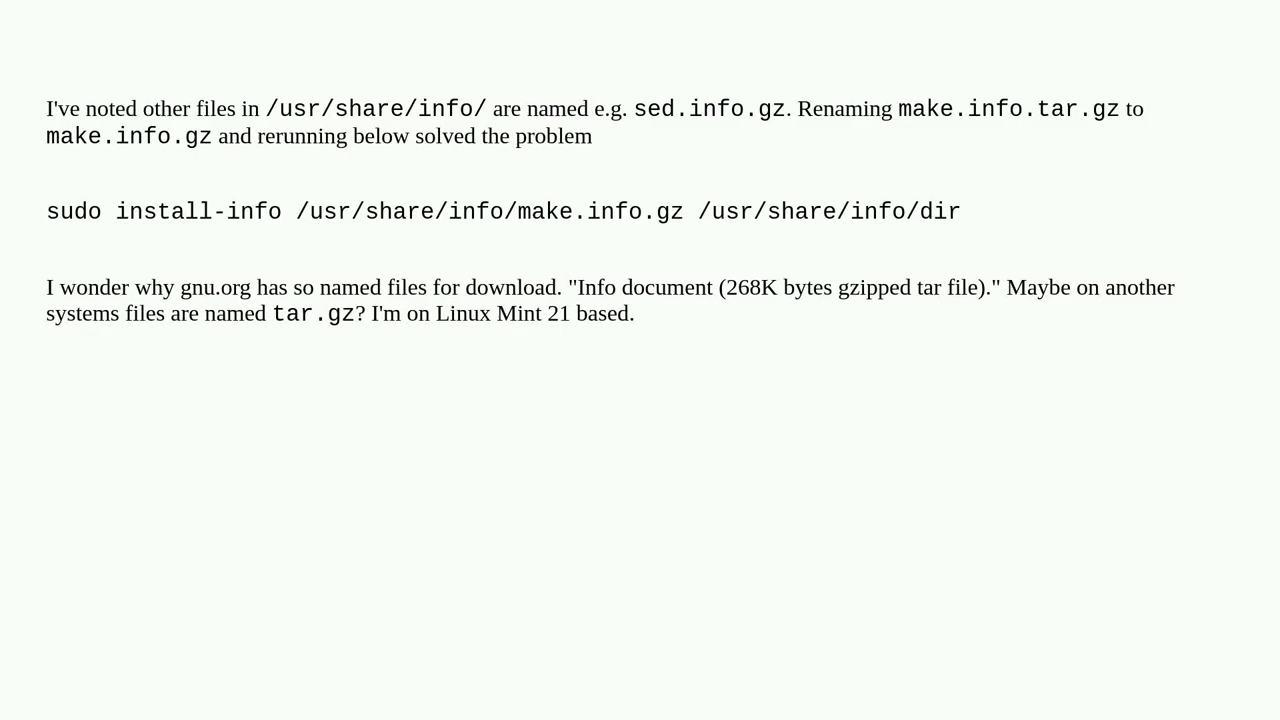 I've noted other files in /usr/share/info/ are named e.g. sed.info.gz. Renaming make.info.tar.gz to
make.info.gz and rerunning below solved the problem
sudo install-info /usr/share/info/make.info.gz /usr/share/info/dir
I wonder why gnu.org has so named files for download. "Info document (268K bytes gzipped tar file)." Maybe on another
systems files are named tar.gz? I'm on Linux Mint 21 based.